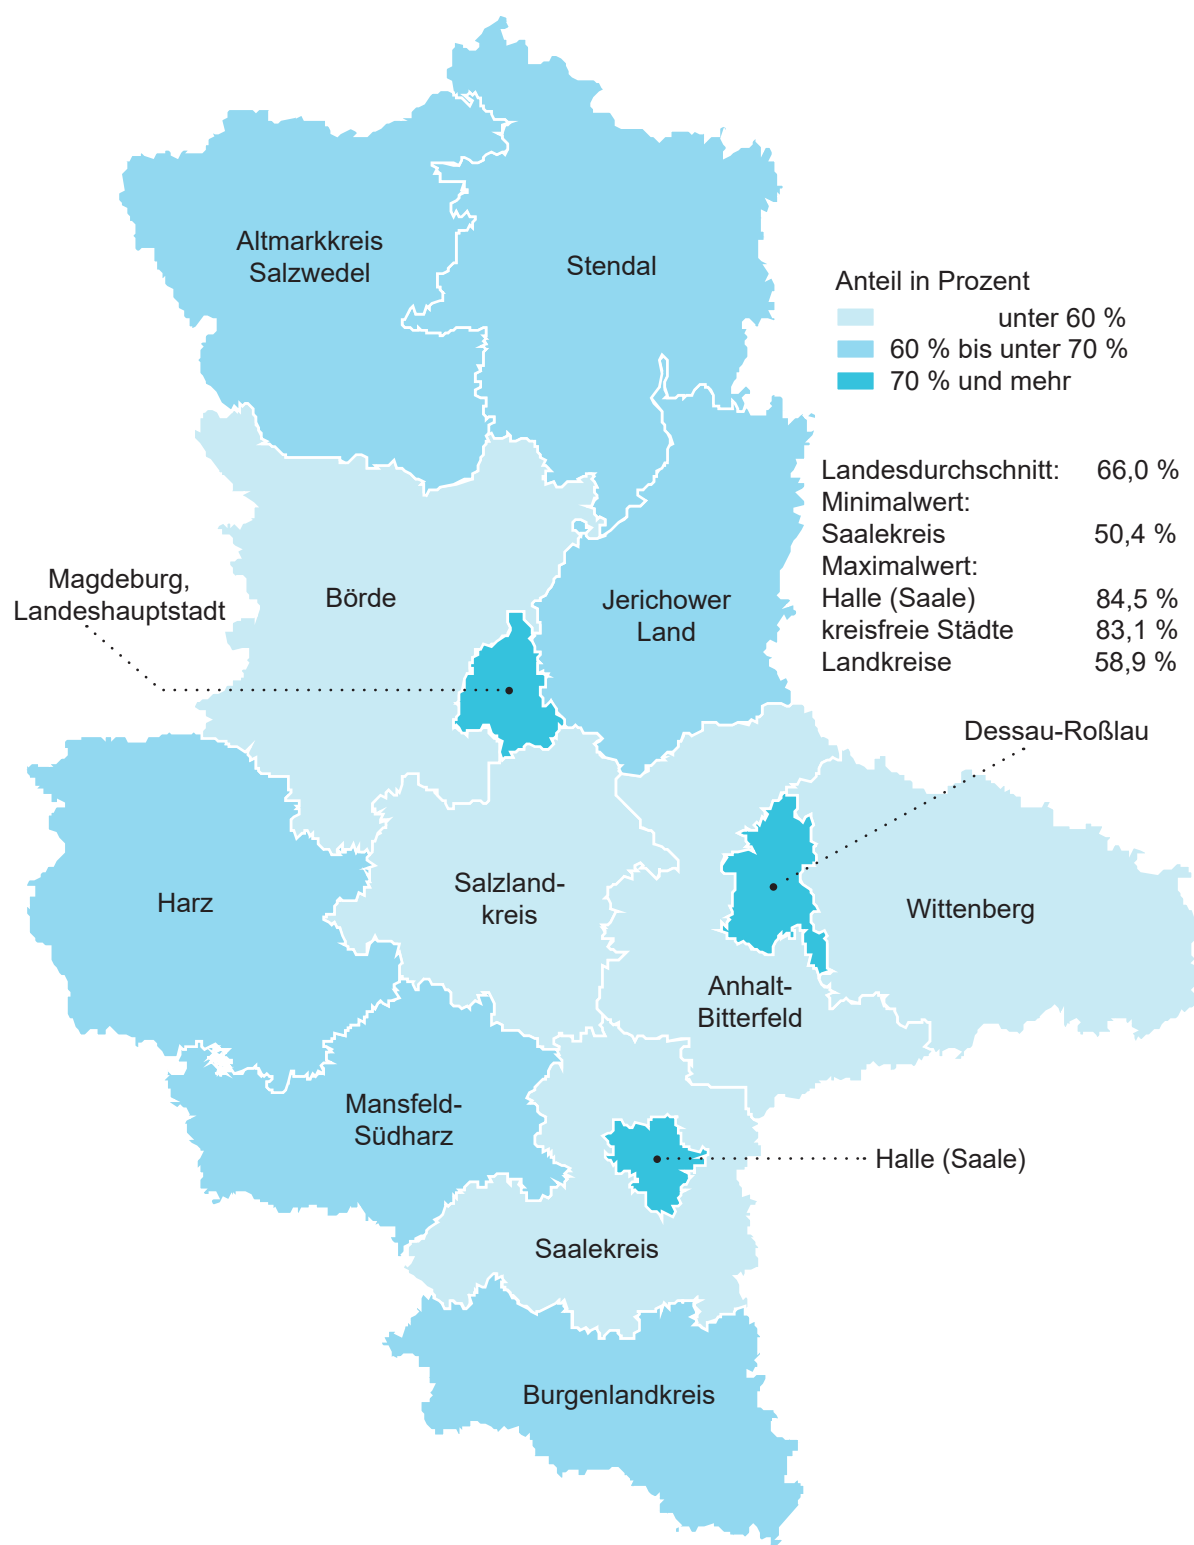 Altmarkkreis
Salzwedel
Stendal
Anteil in Prozent
unter 60 %
60 % bis unter 70 %
70 % und mehr
Landesdurchschnitt: 66,0 %
Minimalwert:
Saalekreis 50,4 %
Maximalwert:
Halle (Saale) 84,5 %
kreisfreie Städte 83,1 %
Landkreise 58,9 %
Magdeburg,
Landeshauptstadt
Börde
Jerichower
Land
Dessau-Roßlau
Harz
Salzland-
kreis
Wittenberg
Anhalt-
Bitterfeld
Mansfeld-
Südharz
Halle (Saale)
Saalekreis
Burgenlandkreis